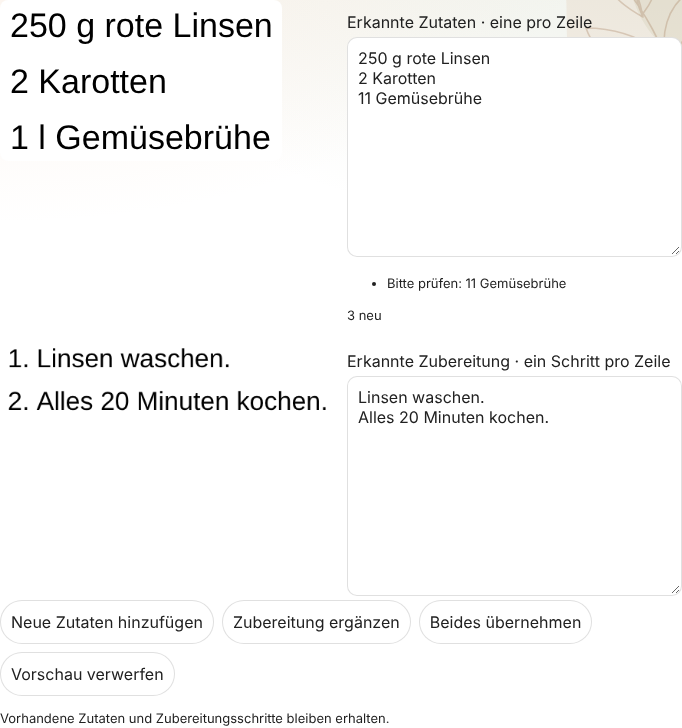 250 g rote Linsen
2 Karotten
1 l Gemüsebrühe
Erkannte Zutaten · eine pro Zeile
250 g rote Linsen
2 Karotten
11 Gemüsebrühe
Bitte prüfen: 11 Gemüsebrühe
3 neu
1. Linsen waschen.
2. Alles 20 Minuten kochen.
Erkannte Zubereitung · ein Schritt pro Zeile
Linsen waschen.
Alles 20 Minuten kochen.
Neue Zutaten hinzufügen
Zubereitung ergänzen
Beides übernehmen
Vorschau verwerfen
Vorhandene Zutaten und Zubereitungsschritte bleiben erhalten.